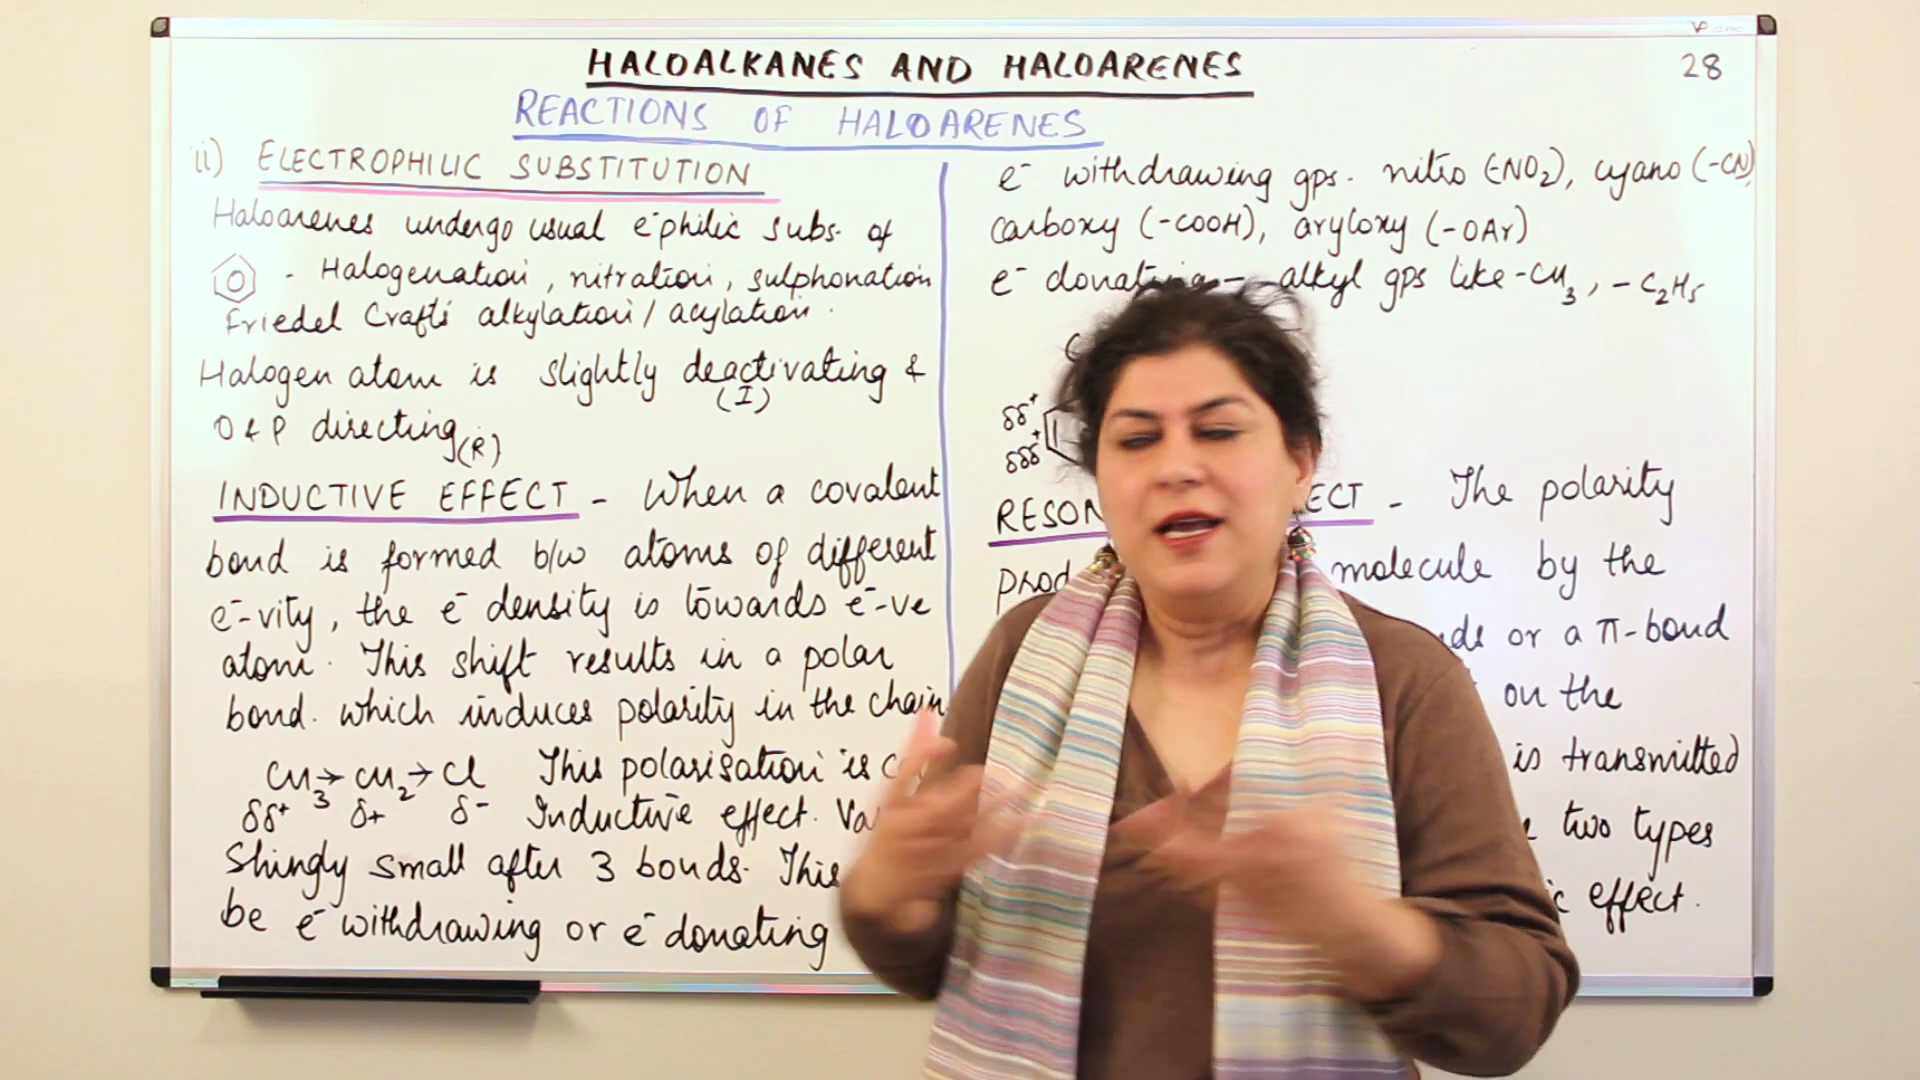 HALOALKANES AND HALOARENES
28
REACTIONS OF HALOARENES
ii) ELECTROPHILIC SUBSTITUTION
Haloarenes undergo usual e⁻philic subs. of
- Halogenation, nitration, sulphonation
Friedel Crafts alkylation/acylation.
Halogen atom is slightly deactivating &
(I)
O & P directing (R)
INDUCTIVE EFFECT - When a covalent
bond is formed b/w atoms of different
e⁻-vity, the e⁻ density is towards e⁻-ve
atom. This shift results in a polar
bond. which induces polarity in the chain
CH3→CH2→Cl This polarisation is
δδ+ δ+ δ- Inductive effect. Va
shingly small after 3 bonds. This
be e⁻ withdrawing or e⁻ donating
e⁻ withdrawing gps. nitro (-NO2), cyano (-CN),
carboxy (-COOH), aryloxy (-OAr)
e⁻ donating - alkyl gps like -CH3, -C2H5
δδ+
δδδ+
RESON ECT - The polarity
prod molecule by the
nds or a π-bond
on the
is transmitted
two types
c effect.